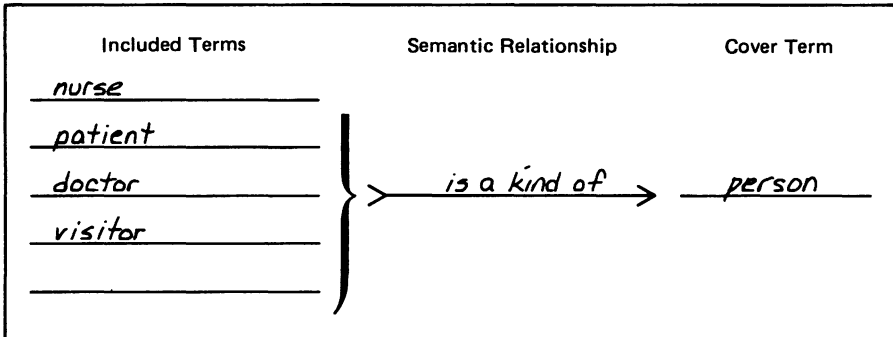 Included Terms Semantic Relationship Cover Term
nurse
patient
doctor is a kind of person
visitor